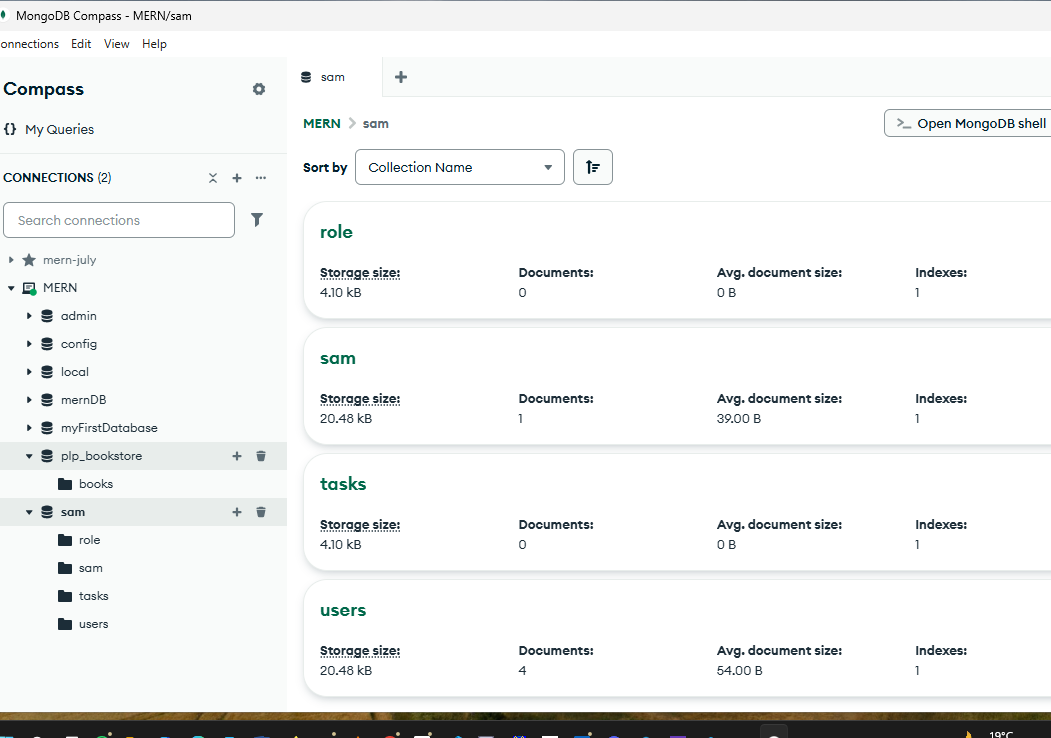 MongoDB Compass - MERN/sam
onnections Edit View Help
Compass
{} My Queries
CONNECTIONS (2)
Search connections
mern-july
MERN
admin
config
local
mernDB
myFirstDatabase
plp_bookstore
books
sam
role
sam
tasks
users
sam
MERN > sam
>_ Open MongoDB shell
Sort by Collection Name
role
Storage size: Documents: Avg. document size: Indexes:
4.10 kB 0 0 B 1
sam
Storage size: Documents: Avg. document size: Indexes:
20.48 kB 1 39.00 B 1
tasks
Storage size: Documents: Avg. document size: Indexes:
4.10 kB 0 0 B 1
users
Storage size: Documents: Avg. document size: Indexes:
20.48 kB 4 54.00 B 1
19°C